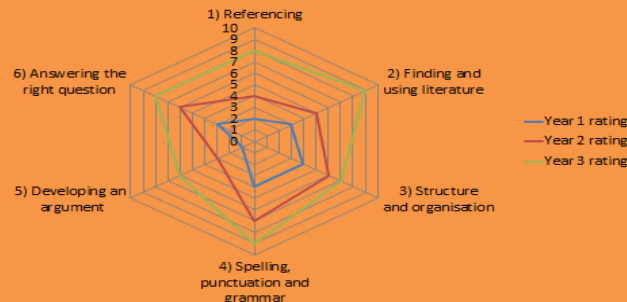 1) Referencing
10
9
8
7
6
5
4
3
2
1
0
2) Finding and
using literature
3) Structure
and organisation
4) Spelling,
punctuation and
grammar
5) Developing an
argument
6) Answering the
right question
Year 1 rating
Year 2 rating
Year 3 rating